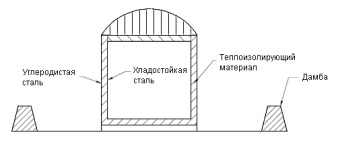 Углеродистая
сталь
Хладостойкая
сталь
Теплоизолирующий
материал
Дамба